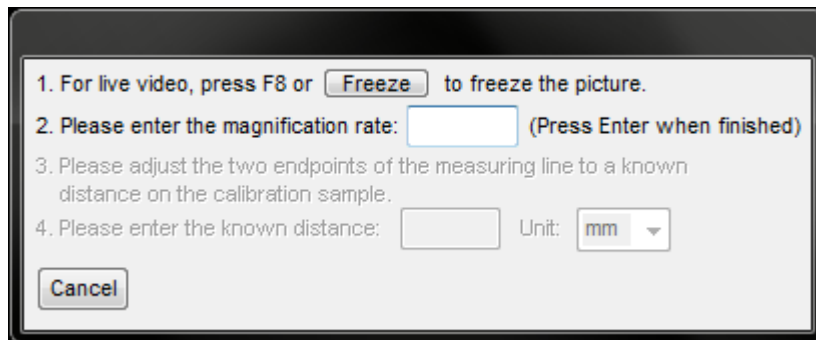 1. For live video, press F8 or Freeze to freeze the picture.
2. Please enter the magnification rate: (Press Enter when finished)
3. Please adjust the two endpoints of the measuring line to a known
distance on the calibration sample.
4. Please enter the known distance: Unit: mm
Cancel